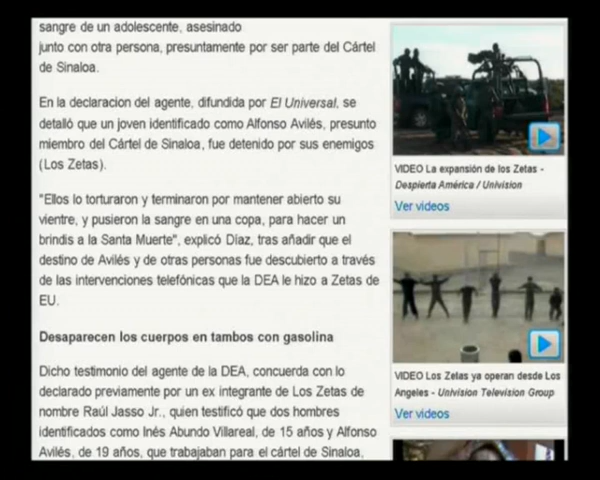 sangre de un adolescente, asesinado
junto con otra persona, presuntamente por ser parte del Cártel
de Sinaloa.
En la declaracion del agente, difundida por El Universal, se
detalló que un joven identificado como Alfonso Avilés, presunto
miembro del Cártel de Sinaloa, fue detenido por sus enemigos
(Los Zetas).
"Ellos lo torturaron y terminaron por mantener abierto su
vientre, y pusieron la sangre en una copa, para hacer un
brindis a la Santa Muerte", explicó Díaz, tras añadir que el
destino de Avilés y de otras personas fue descubierto a través
de las intervenciones telefónicas que la DEA le hizo a Zetas de
EU.
Desaparecen los cuerpos en tambos con gasolina
Dicho testimonio del agente de la DEA, concuerda con lo
declarado previamente por un ex integrante de Los Zetas de
nombre Raúl Jasso Jr., quien testificó que dos hombres
identificados como Inés Abundo Villareal, de 15 años y Alfonso
Avilés, de 19 años, que trabajaban para el cártel de Sinaloa,
VIDEO La expansión de los Zetas -
Despierta América / Univision
Ver videos
VIDEO Los Zetas ya operan desde Los
Angeles - Univision Television Group
Ver videos